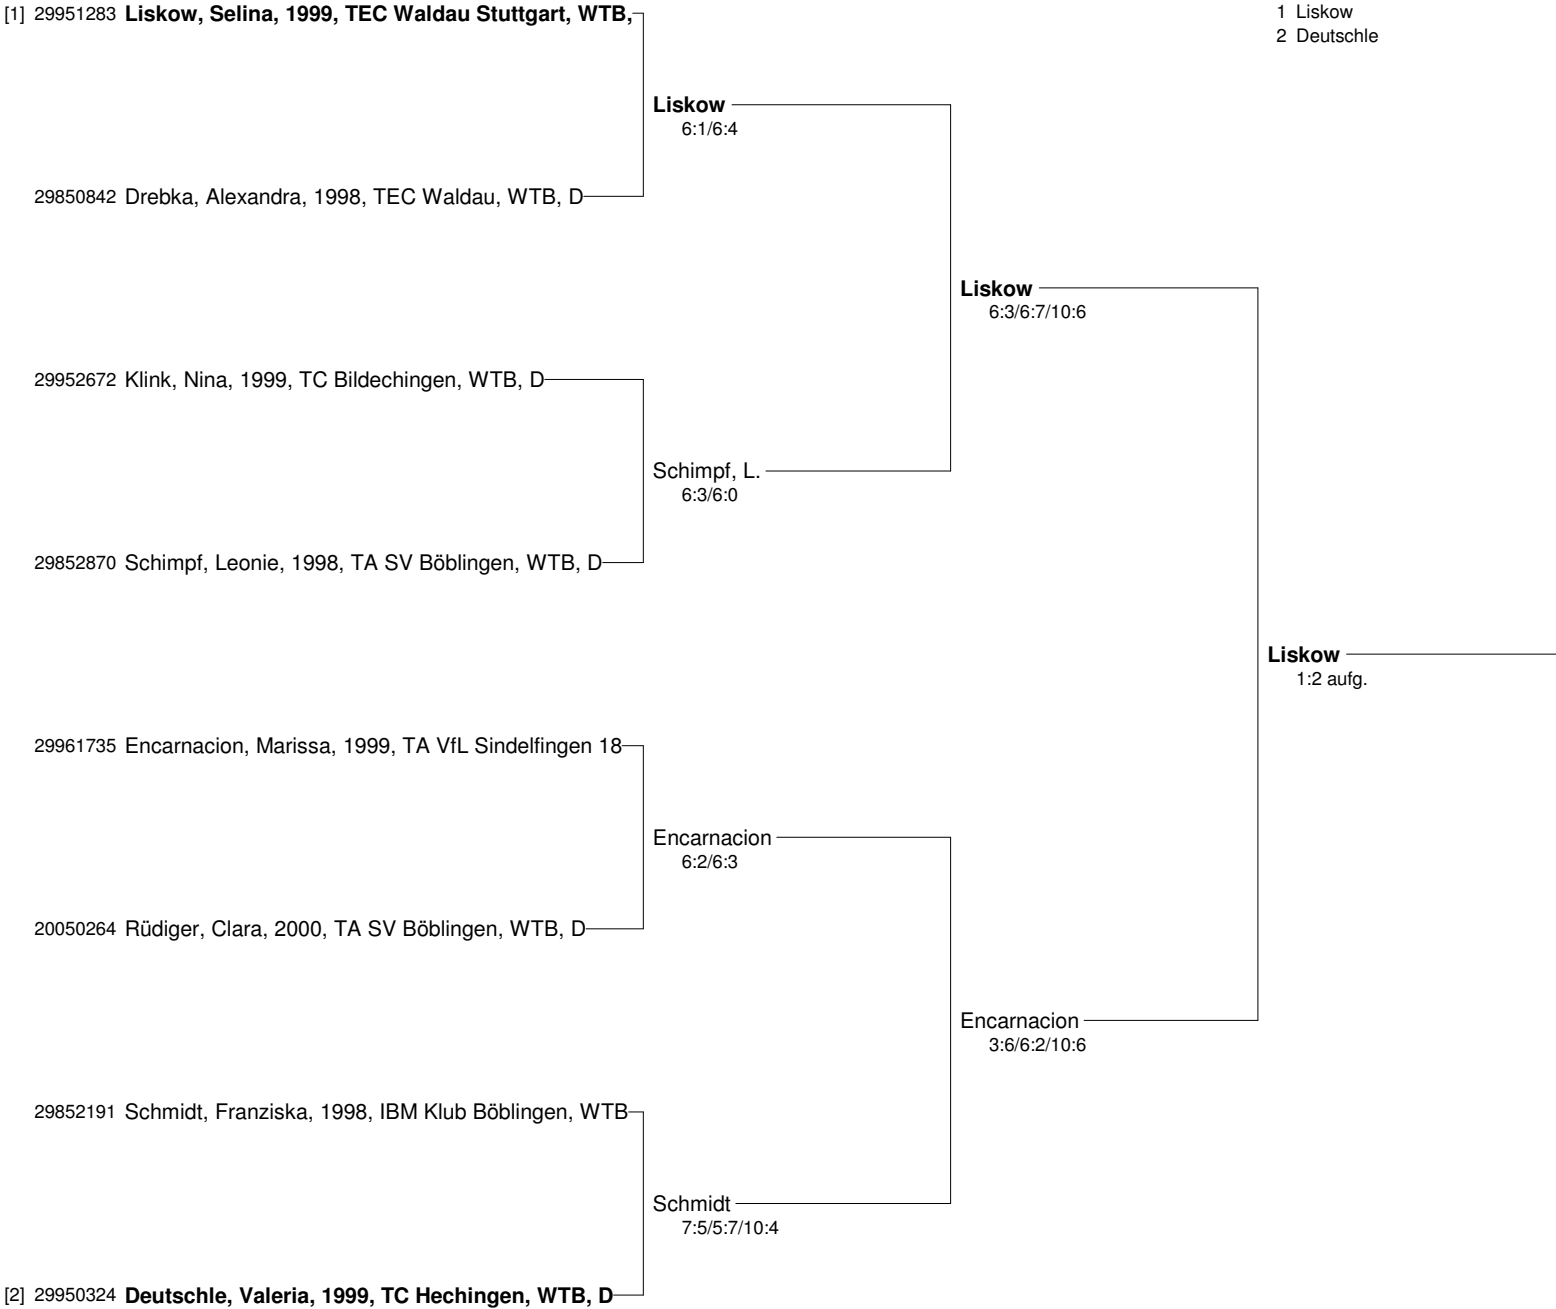 [1] 29951283 Liskow, Selina, 1999, TEC Waldau Stuttgart, WTB,
1 Liskow
2 Deutschle
Liskow
6:1/6:4
29850842 Drebka, Alexandra, 1998, TEC Waldau, WTB, D
Liskow
6:3/6:7/10:6
29952672 Klink, Nina, 1999, TC Bildechingen, WTB, D
Schimpf, L.
6:3/6:0
29852870 Schimpf, Leonie, 1998, TA SV Böblingen, WTB, D
Liskow
1:2 aufg.
29961735 Encarnacion, Marissa, 1999, TA VfL Sindelfingen 18
Encarnacion
6:2/6:3
20050264 Rüdiger, Clara, 2000, TA SV Böblingen, WTB, D
Encarnacion
3:6/6:2/10:6
29852191 Schmidt, Franziska, 1998, IBM Klub Böblingen, WTB
Schmidt
7:5/5:7/10:4
[2] 29950324 Deutschle, Valeria, 1999, TC Hechingen, WTB, D